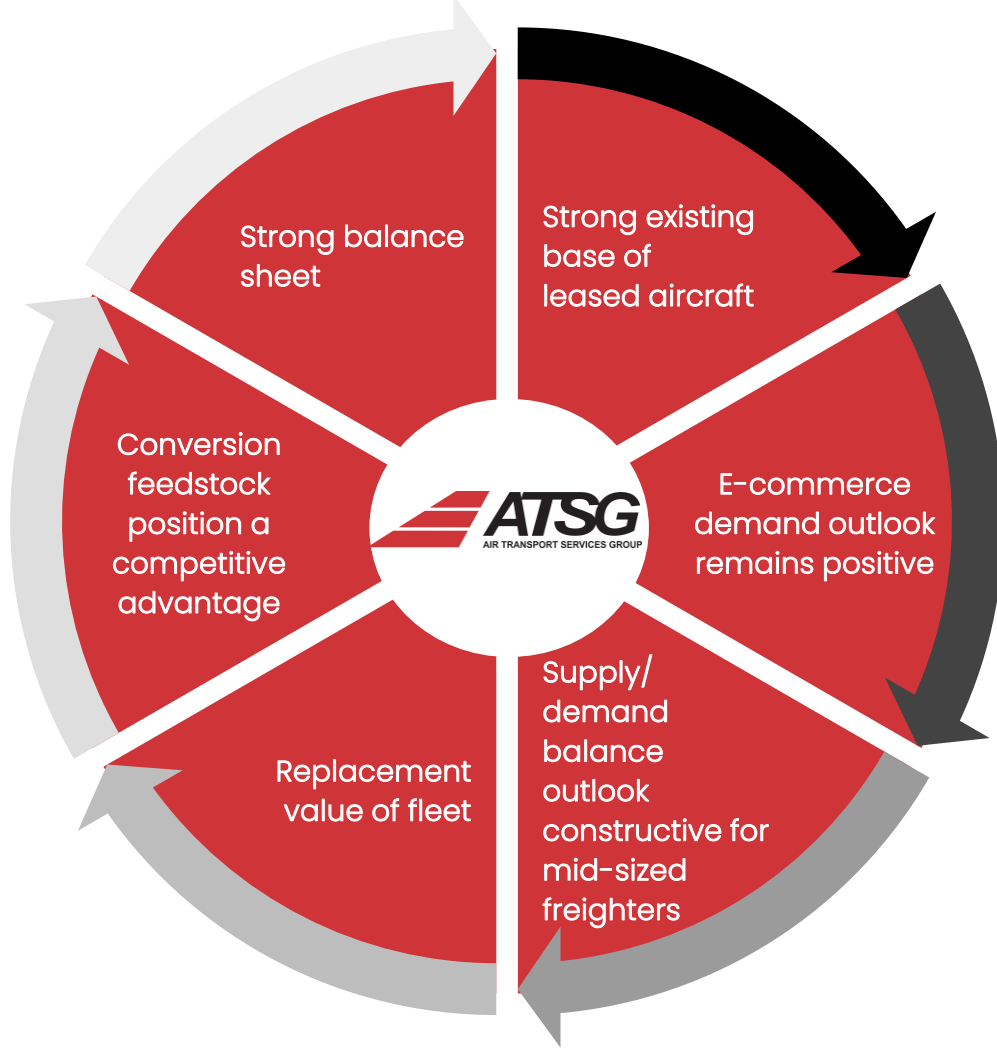 Strong balance
sheet
Strong existing
base of
leased aircraft
Conversion
feedstock
position a
competitive
advantage
ATSG
AIR TRANSPORT SERVICES GROUP
E-commerce
demand outlook
remains positive
Replacement
value of fleet
Supply/
demand
balance
outlook
constructive for
mid-sized
freighters